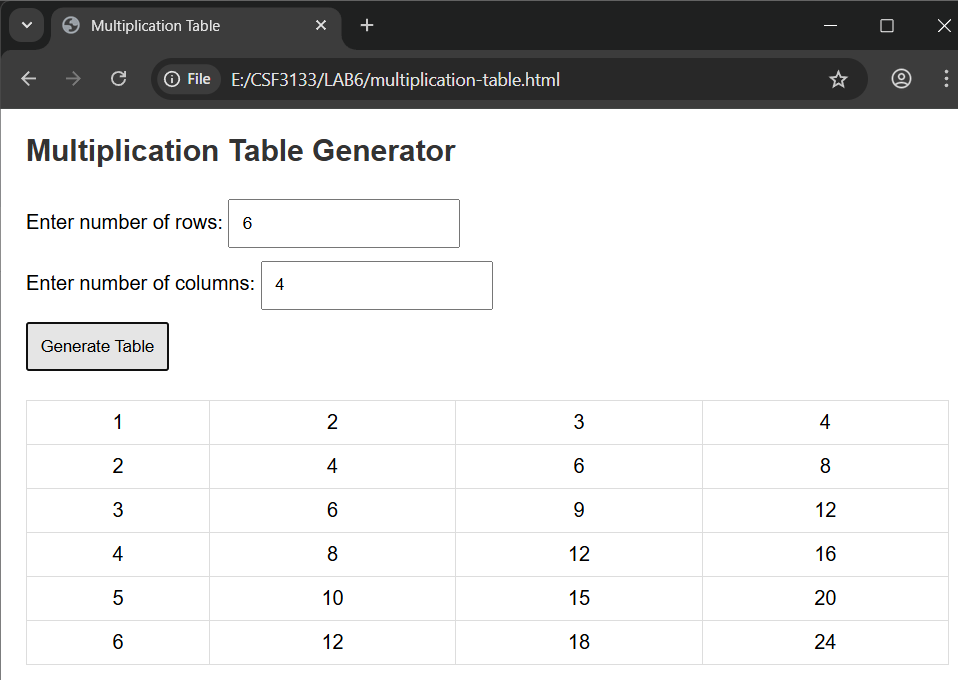 Multiplication Table
File E:/CSF3133/LAB6/multiplication-table.html
Multiplication Table Generator
Enter number of rows: 6
Enter number of columns: 4
Generate Table
1 2 3 4
2 4 6 8
3 6 9 12
4 8 12 16
5 10 15 20
6 12 18 24